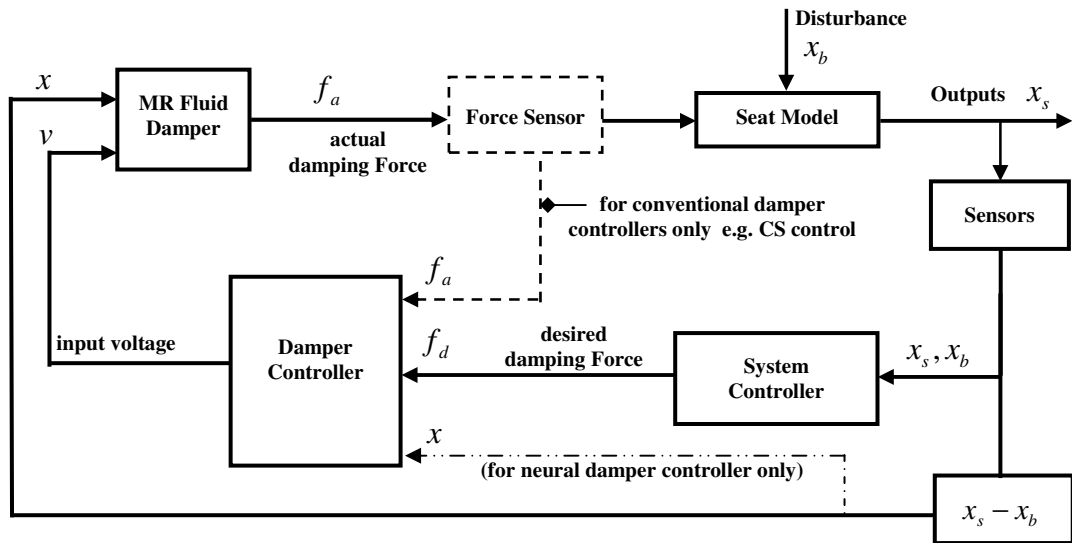 Disturbance
x_b
x
MR Fluid
Damper
v
f_a
actual
damping Force
Force Sensor
Seat Model
Outputs x_s
Sensors
for conventional damper
controllers only e.g. CS control
f_a
input voltage
Damper
Controller
f_d
desired
damping Force
System
Controller
x_s, x_b
x
(for neural damper controller only)
x_s − x_b